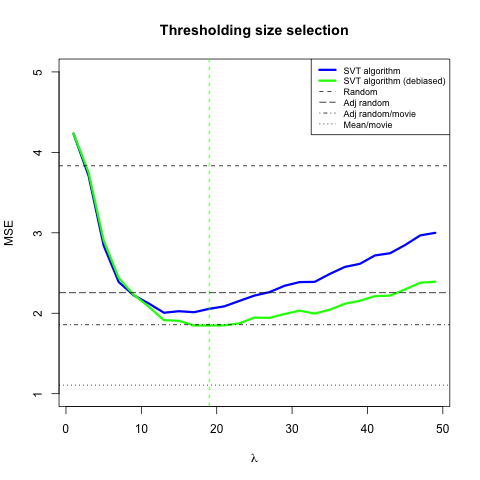 Thresholding size selection
SVT algorithm
SVT algorithm (debiased)
Random
Adj random
Adj random/movie
Mean/movie
MSE
5
4
3
2
1
0 10 20 30 40 50
λ